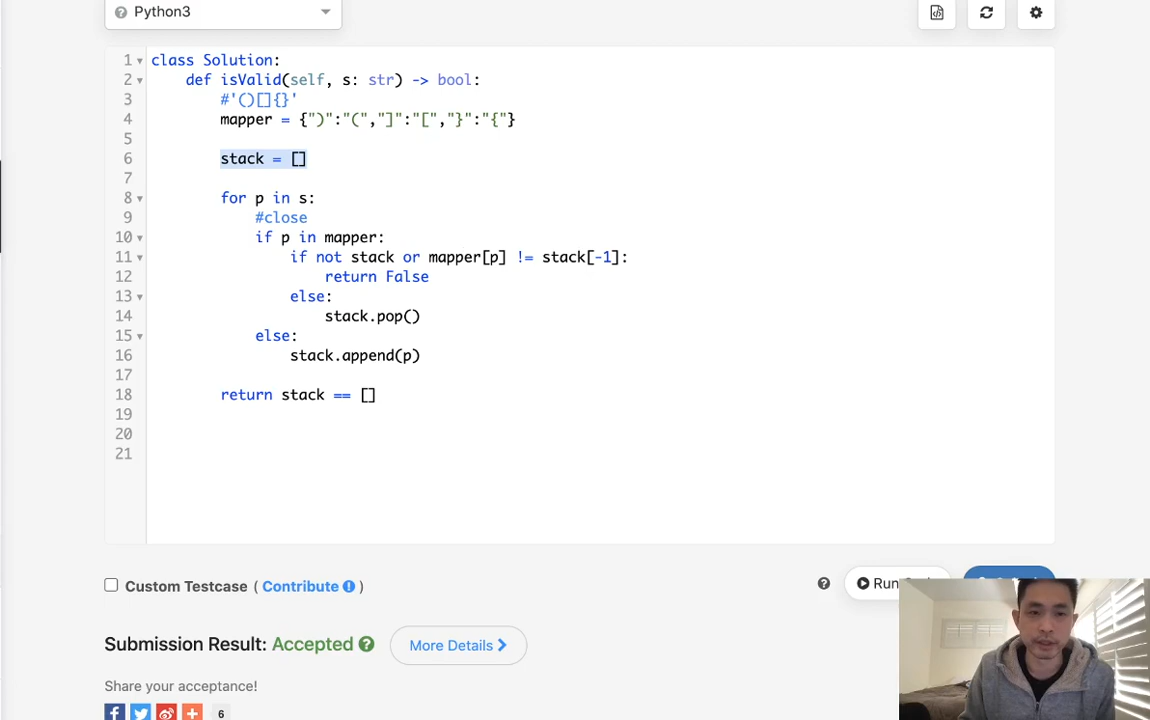 Python3
1 class Solution:
2 def isValid(self, s: str) -> bool:
3 #'()[]{}'
4 mapper = {")":"(","]":"[","}":"{"}
5
6 stack = []
7
8 for p in s:
9 #close
10 if p in mapper:
11 if not stack or mapper[p] != stack[-1]:
12 return False
13 else:
14 stack.pop()
15 else:
16 stack.append(p)
17
18 return stack == []
19
20
21
Custom Testcase ( Contribute )
Run
Submission Result: Accepted
More Details
Share your acceptance!
6